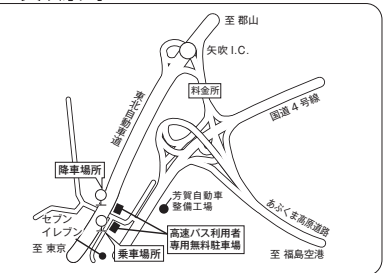 至 郡山
矢吹 I.C.
料金所
東北自動車道
国道4号線
降車場所
芳賀自動車
整備工場
あぶくま高原道路
セブン
イレブン
高速バス利用者
専用無料駐車場
至 東京
乗車場所
至 福島空港